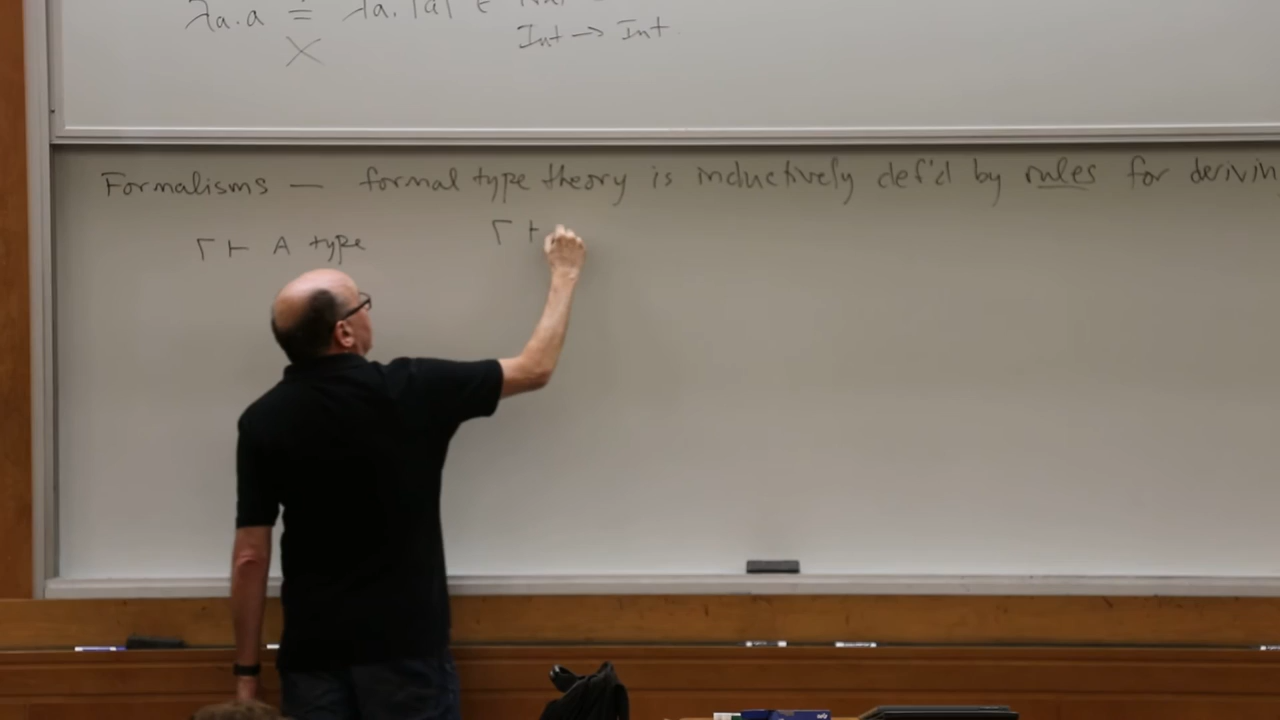 λa.a ≐ λa.|a| ∈
Int → Int
X
Formalisms — formal type theory is inductively def'd by rules for derivin
Γ ⊢ A type Γ ⊢